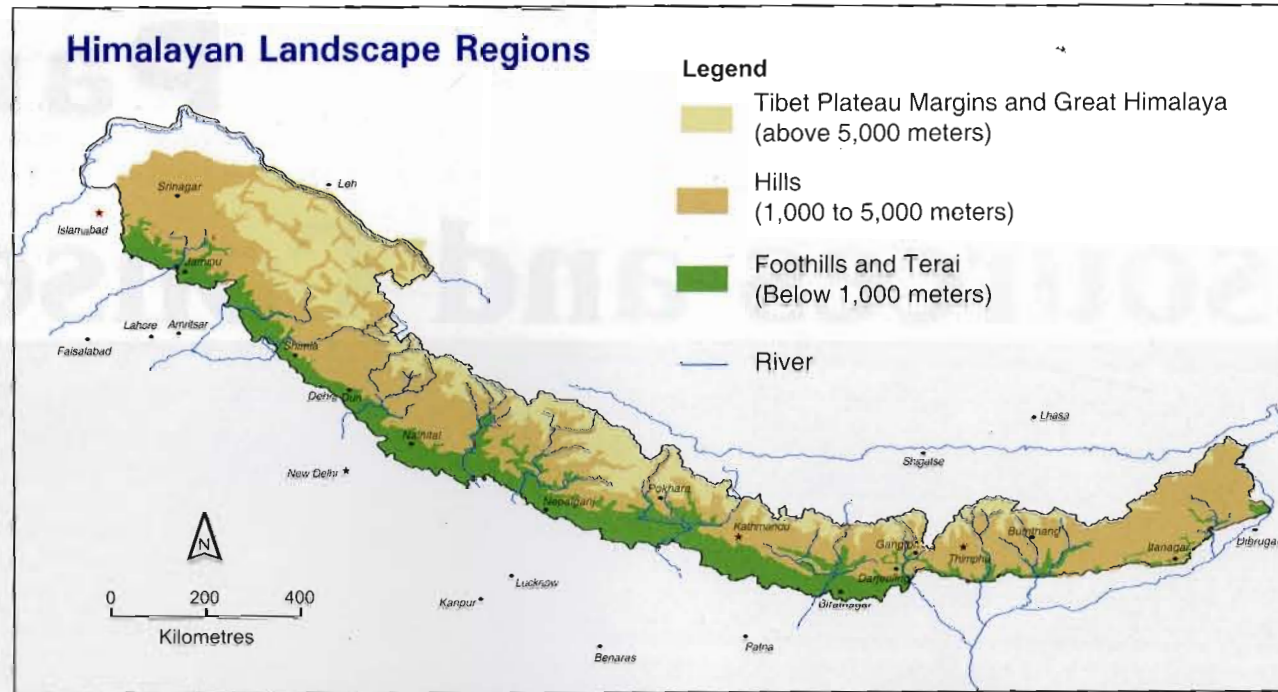 Himalayan Landscape Regions
Legend
Tibet Plateau Margins and Great Himalaya
(above 5,000 meters)
Hills
(1,000 to 5,000 meters)
Foothills and Terai
(Below 1,000 meters)
River
Leh
Srinagar
Islamabad
Jammu
Lahore
Amritsar
Faisalabad
Shimla
Dehra Dun
Nainital
New Delhi
Lhasa
Shigatse
Pokhara
Nepalganj
Kathmandu
Gangtok
Thimphu
Bumthang
Itanagar
Dibrugar
Darjeeling
Biratnagar
Lucknow
Kanpur
Patna
Benaras
N
0 200 400
Kilometres